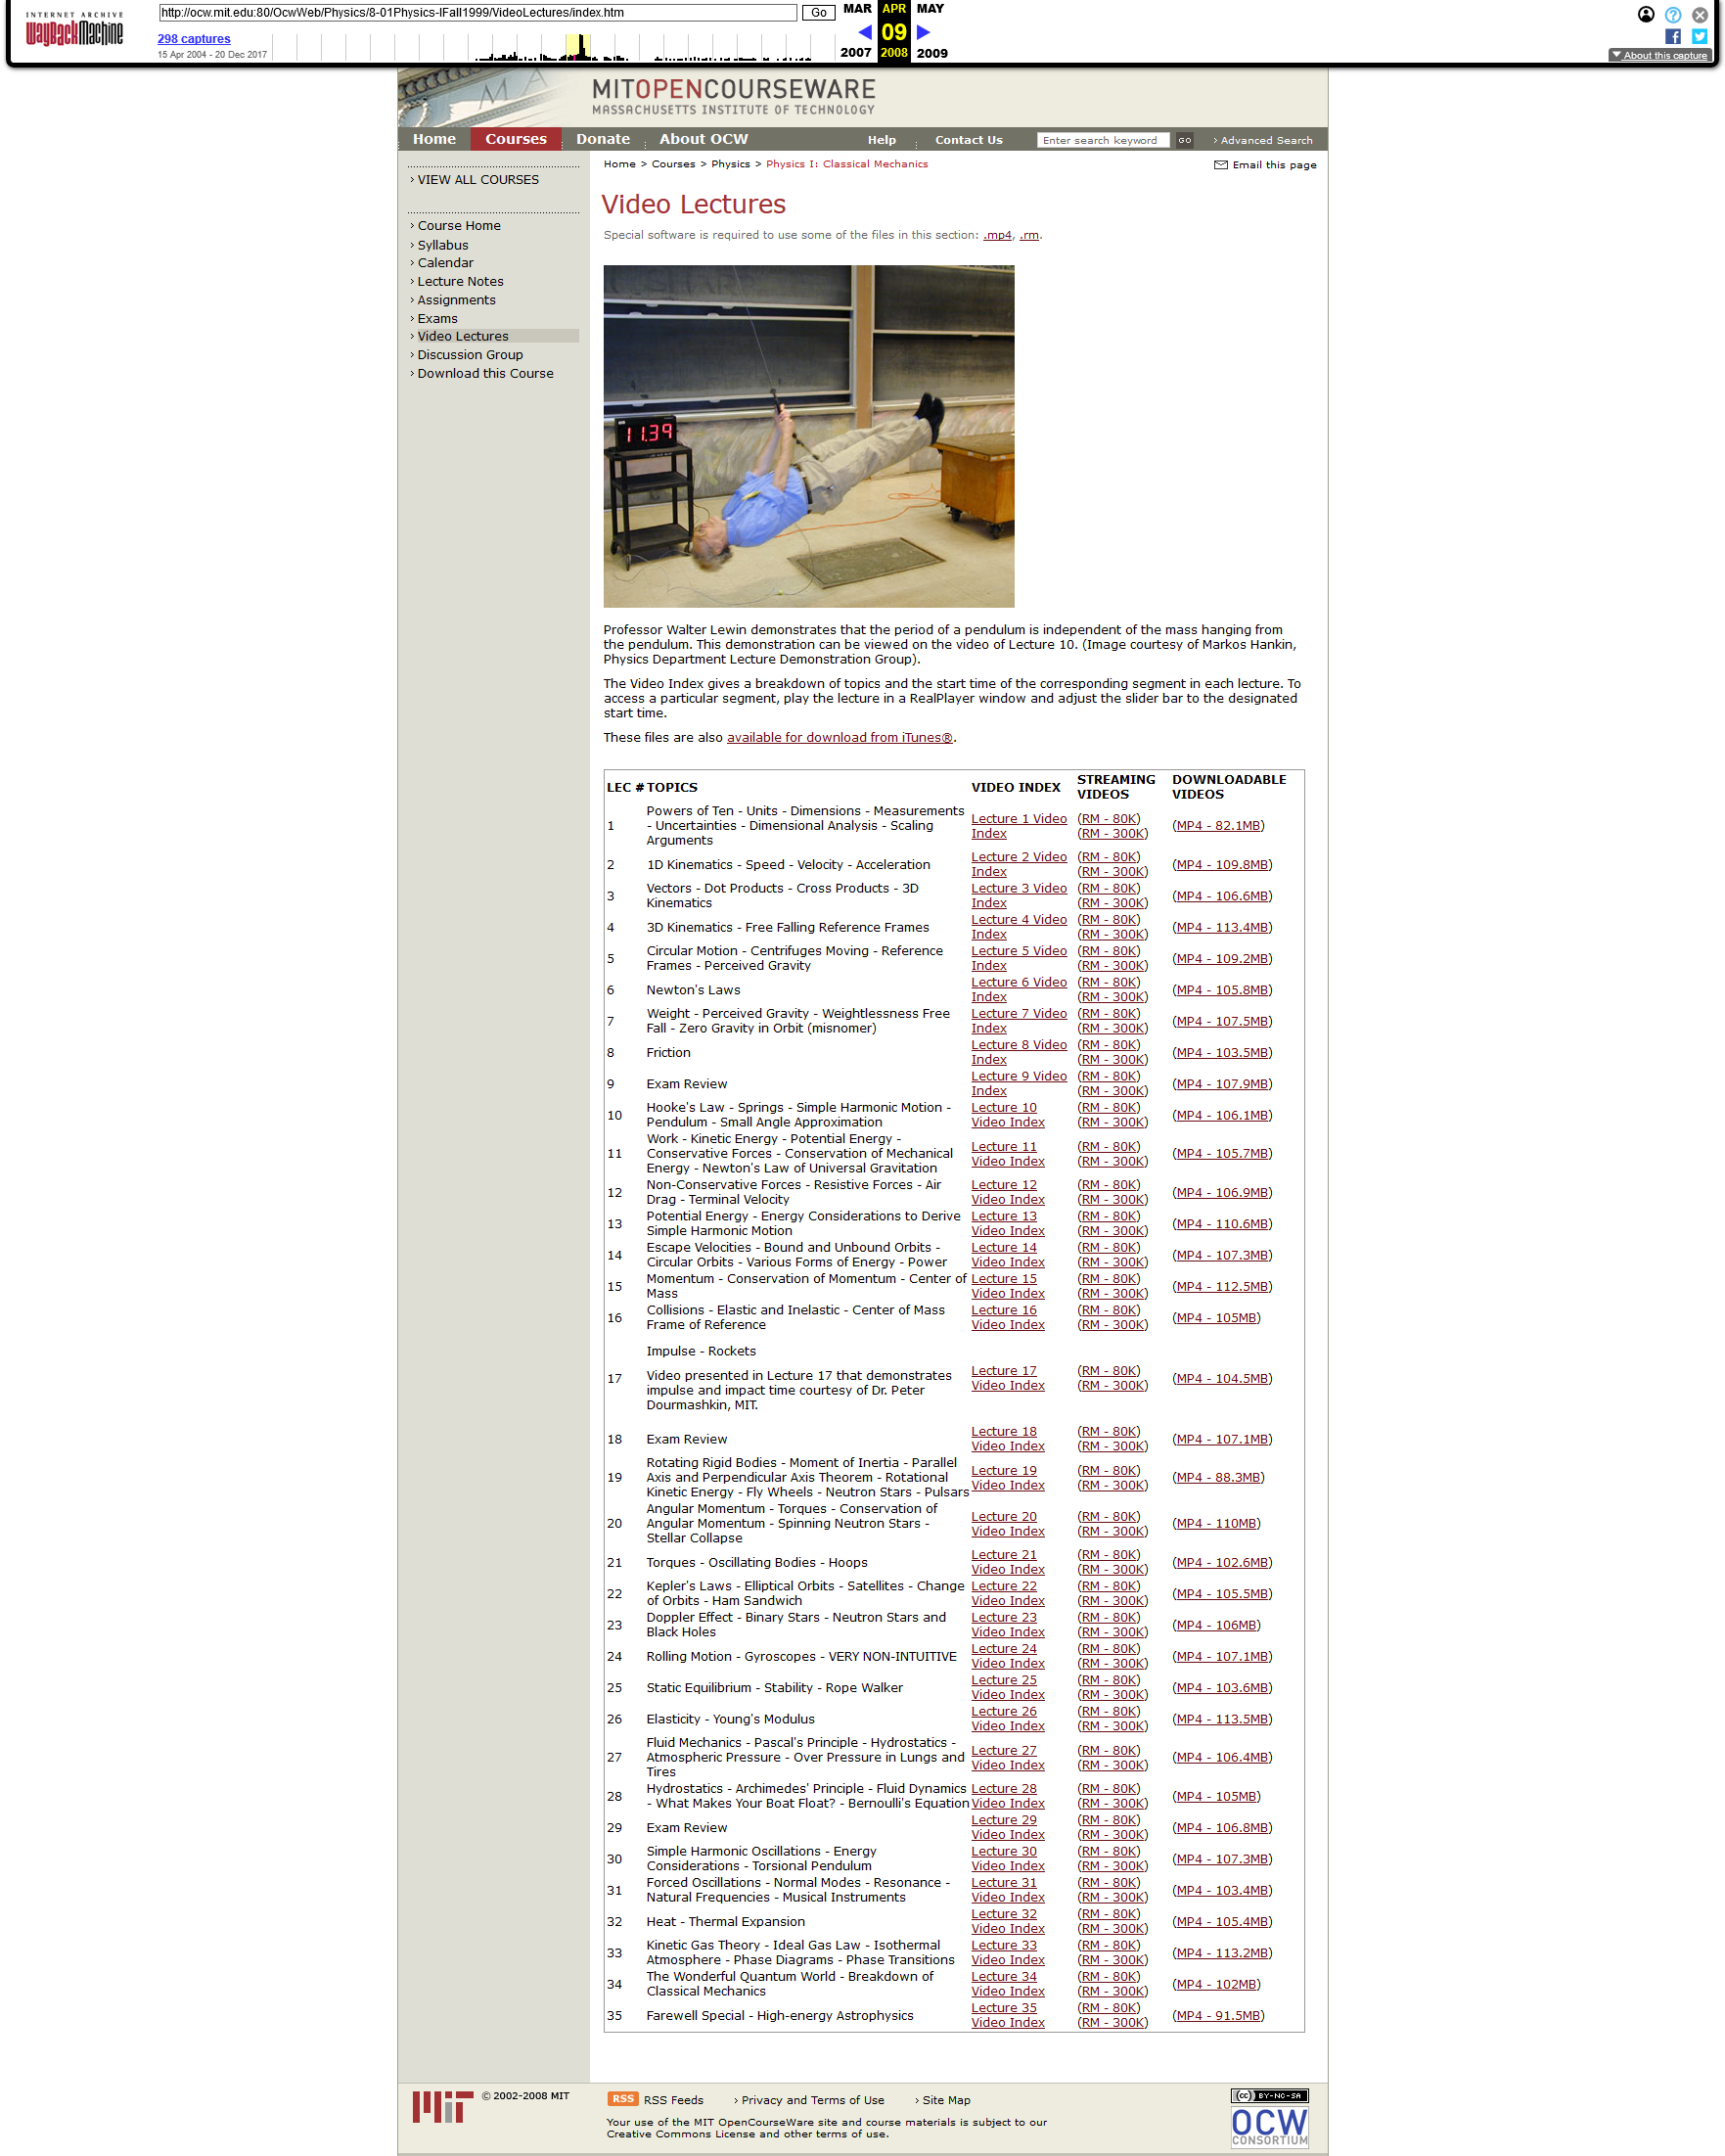 INTERNET ARCHIVE
WayBackMachine
http://ocw.mit.edu:80/OcwWeb/Physics/8-01Physics-IFall1999/VideoLectures/index.htm
Go
MAR APR MAY
298 captures
09
15 Apr 2004 - 20 Dec 2017
2007 2008 2009
About this capture
MITOPENCOURSEWARE
MASSACHUSETTS INSTITUTE OF TECHNOLOGY
Home Courses Donate About OCW Help Contact Us Enter search keyword GO Advanced Search
Home > Courses > Physics > Physics I: Classical Mechanics
Email this page
VIEW ALL COURSES
Course Home
Syllabus
Calendar
Lecture Notes
Assignments
Exams
Video Lectures
Discussion Group
Download this Course
Video Lectures
Special software is required to use some of the files in this section: .mp4, .rm.
11.39
Professor Walter Lewin demonstrates that the period of a pendulum is independent of the mass hanging from
the pendulum. This demonstration can be viewed on the video of Lecture 10. (Image courtesy of Markos Hankin,
Physics Department Lecture Demonstration Group).
The Video Index gives a breakdown of topics and the start time of the corresponding segment in each lecture. To
access a particular segment, play the lecture in a RealPlayer window and adjust the slider bar to the designated
start time.
These files are also available for download from iTunes®.
LEC # TOPICS VIDEO INDEX STREAMING VIDEOS DOWNLOADABLE VIDEOS
1 Powers of Ten - Units - Dimensions - Measurements - Uncertainties - Dimensional Analysis - Scaling Arguments Lecture 1 Video Index (RM - 80K) (RM - 300K) (MP4 - 82.1MB)
2 1D Kinematics - Speed - Velocity - Acceleration Lecture 2 Video Index (RM - 80K) (RM - 300K) (MP4 - 109.8MB)
3 Vectors - Dot Products - Cross Products - 3D Kinematics Lecture 3 Video Index (RM - 80K) (RM - 300K) (MP4 - 106.6MB)
4 3D Kinematics - Free Falling Reference Frames Lecture 4 Video Index (RM - 80K) (RM - 300K) (MP4 - 113.4MB)
5 Circular Motion - Centrifuges Moving - Reference Frames - Perceived Gravity Lecture 5 Video Index (RM - 80K) (RM - 300K) (MP4 - 109.2MB)
6 Newton's Laws Lecture 6 Video Index (RM - 80K) (RM - 300K) (MP4 - 105.8MB)
7 Weight - Perceived Gravity - Weightlessness Free Fall - Zero Gravity in Orbit (misnomer) Lecture 7 Video Index (RM - 80K) (RM - 300K) (MP4 - 107.5MB)
8 Friction Lecture 8 Video Index (RM - 80K) (RM - 300K) (MP4 - 103.5MB)
9 Exam Review Lecture 9 Video Index (RM - 80K) (RM - 300K) (MP4 - 107.9MB)
10 Hooke's Law - Springs - Simple Harmonic Motion - Pendulum - Small Angle Approximation Lecture 10 Video Index (RM - 80K) (RM - 300K) (MP4 - 106.1MB)
11 Work - Kinetic Energy - Potential Energy - Conservative Forces - Conservation of Mechanical Energy - Newton's Law of Universal Gravitation Lecture 11 Video Index (RM - 80K) (RM - 300K) (MP4 - 105.7MB)
12 Non-Conservative Forces - Resistive Forces - Air Drag - Terminal Velocity Lecture 12 Video Index (RM - 80K) (RM - 300K) (MP4 - 106.9MB)
13 Potential Energy - Energy Considerations to Derive Simple Harmonic Motion Lecture 13 Video Index (RM - 80K) (RM - 300K) (MP4 - 110.6MB)
14 Escape Velocities - Bound and Unbound Orbits - Circular Orbits - Various Forms of Energy - Power Lecture 14 Video Index (RM - 80K) (RM - 300K) (MP4 - 107.3MB)
15 Momentum - Conservation of Momentum - Center of Mass Lecture 15 Video Index (RM - 80K) (RM - 300K) (MP4 - 112.5MB)
16 Collisions - Elastic and Inelastic - Center of Mass Frame of Reference Lecture 16 Video Index (RM - 80K) (RM - 300K) (MP4 - 105MB)
17 Impulse - Rockets Video presented in Lecture 17 that demonstrates impulse and impact time courtesy of Dr. Peter Dourmashkin, MIT. Lecture 17 Video Index (RM - 80K) (RM - 300K) (MP4 - 104.5MB)
18 Exam Review Lecture 18 Video Index (RM - 80K) (RM - 300K) (MP4 - 107.1MB)
19 Rotating Rigid Bodies - Moment of Inertia - Parallel Axis and Perpendicular Axis Theorem - Rotational Kinetic Energy - Fly Wheels - Neutron Stars - Pulsars Lecture 19 Video Index (RM - 80K) (RM - 300K) (MP4 - 88.3MB)
20 Angular Momentum - Torques - Conservation of Angular Momentum - Spinning Neutron Stars - Stellar Collapse Lecture 20 Video Index (RM - 80K) (RM - 300K) (MP4 - 110MB)
21 Torques - Oscillating Bodies - Hoops Lecture 21 Video Index (RM - 80K) (RM - 300K) (MP4 - 102.6MB)
22 Kepler's Laws - Elliptical Orbits - Satellites - Change of Orbits - Ham Sandwich Lecture 22 Video Index (RM - 80K) (RM - 300K) (MP4 - 105.5MB)
23 Doppler Effect - Binary Stars - Neutron Stars and Black Holes Lecture 23 Video Index (RM - 80K) (RM - 300K) (MP4 - 106MB)
24 Rolling Motion - Gyroscopes - VERY NON-INTUITIVE Lecture 24 Video Index (RM - 80K) (RM - 300K) (MP4 - 107.1MB)
25 Static Equilibrium - Stability - Rope Walker Lecture 25 Video Index (RM - 80K) (RM - 300K) (MP4 - 103.6MB)
26 Elasticity - Young's Modulus Lecture 26 Video Index (RM - 80K) (RM - 300K) (MP4 - 113.5MB)
27 Fluid Mechanics - Pascal's Principle - Hydrostatics - Atmospheric Pressure - Over Pressure in Lungs and Tires Lecture 27 Video Index (RM - 80K) (RM - 300K) (MP4 - 106.4MB)
28 Hydrostatics - Archimedes' Principle - Fluid Dynamics - What Makes Your Boat Float? - Bernoulli's Equation Lecture 28 Video Index (RM - 80K) (RM - 300K) (MP4 - 105MB)
29 Exam Review Lecture 29 Video Index (RM - 80K) (RM - 300K) (MP4 - 106.8MB)
30 Simple Harmonic Oscillations - Energy Considerations - Torsional Pendulum Lecture 30 Video Index (RM - 80K) (RM - 300K) (MP4 - 107.3MB)
31 Forced Oscillations - Normal Modes - Resonance - Natural Frequencies - Musical Instruments Lecture 31 Video Index (RM - 80K) (RM - 300K) (MP4 - 103.4MB)
32 Heat - Thermal Expansion Lecture 32 Video Index (RM - 80K) (RM - 300K) (MP4 - 105.4MB)
33 Kinetic Gas Theory - Ideal Gas Law - Isothermal Atmosphere - Phase Diagrams - Phase Transitions Lecture 33 Video Index (RM - 80K) (RM - 300K) (MP4 - 113.2MB)
34 The Wonderful Quantum World - Breakdown of Classical Mechanics Lecture 34 Video Index (RM - 80K) (RM - 300K) (MP4 - 102MB)
35 Farewell Special - High-energy Astrophysics Lecture 35 Video Index (RM - 80K) (RM - 300K) (MP4 - 91.5MB)
© 2002-2008 MIT
RSS RSS Feeds Privacy and Terms of Use Site Map
Your use of the MIT OpenCourseWare site and course materials is subject to our
Creative Commons License and other terms of use.
(cc) BY-NC-SA
OCW
CONSORTIUM